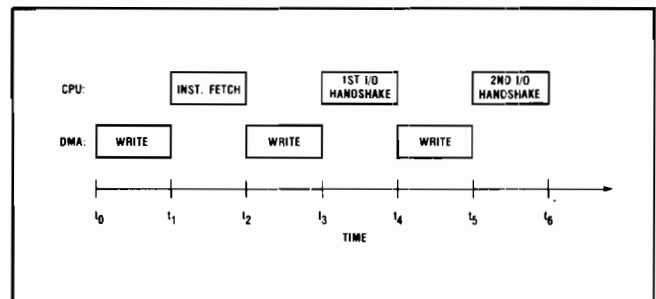 CPU: INST. FETCH 1ST I/O HANDSHAKE 2ND I/O HANDSHAKE
DMA: WRITE WRITE WRITE
t0 t1 t2 t3 t4 t5 t6
TIME